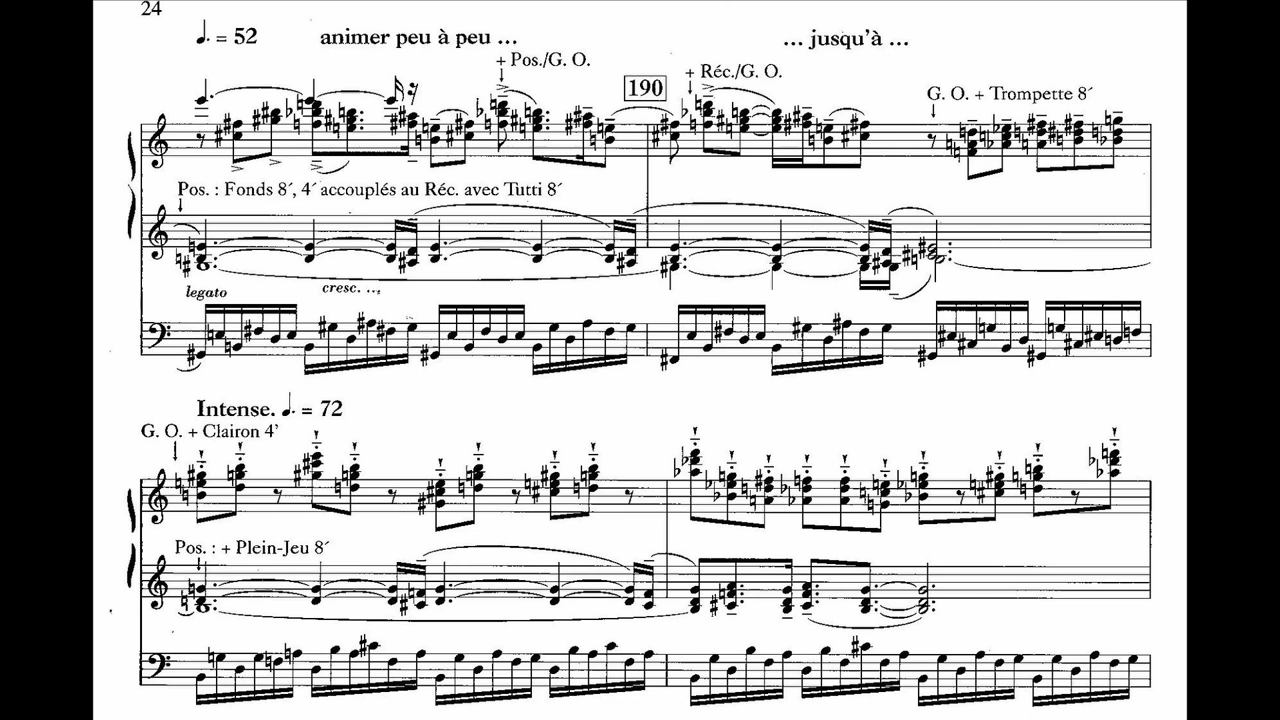 24
♩. = 52 animer peu à peu ... ... jusqu'à ...
+ Pos./G. O.
190
+ Réc./G. O.
G. O. + Trompette 8´
Pos. : Fonds 8´, 4´ accouplés au Réc. avec Tutti 8´
legato
cresc. ...
Intense. ♩. = 72
G. O. + Clairon 4'
Pos. : + Plein-Jeu 8´